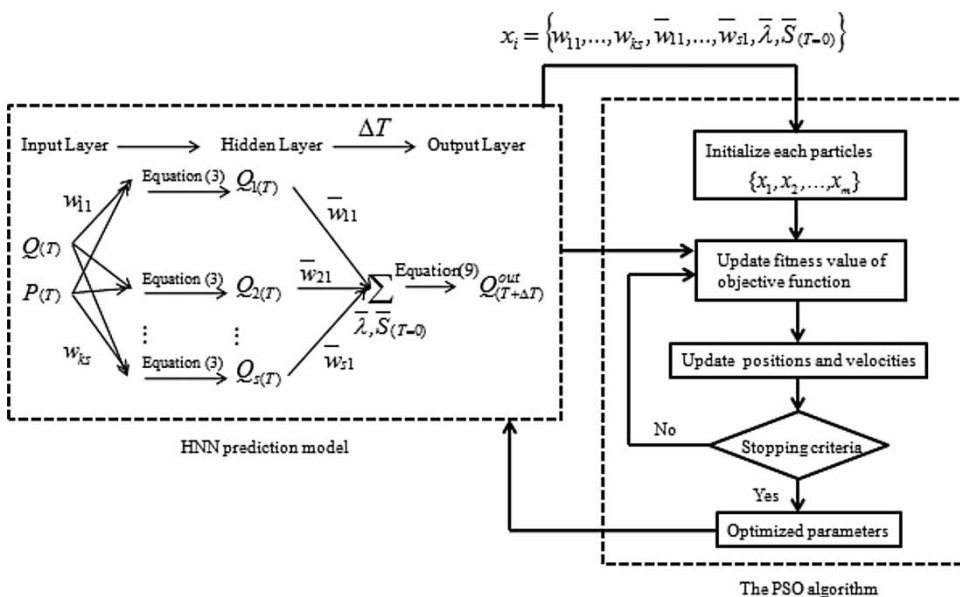 x_i = {w_11,...,w_ks, w̅_11,...,w̅_s1, λ̅, S̅_(T=0)}
Input Layer Hidden Layer ΔT Output Layer
Equation (3) Q_1(T)
w_11
w̅_11
Q(T)
P(T)
Equation (3) Q_2(T)
w̅_21
∑
Equation(9) Q^out_(T+ΔT)
λ̅, S̅_(T=0)
⋮ ⋮
w_ks
Equation (3) Q_s(T)
w̅_s1
HNN prediction model
Initialize each particles
{x_1, x_2, ..., x_m}
Update fitness value of
objective function
Update positions and velocities
No
Stopping criteria
Yes
Optimized parameters
The PSO algorithm